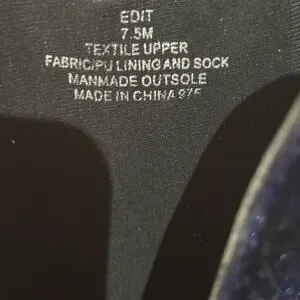 EDIT
7.5M
TEXTILE UPPER
FABRIC/PU LINING AND SOCK
MANMADE OUTSOLE
MADE IN CHINA 975